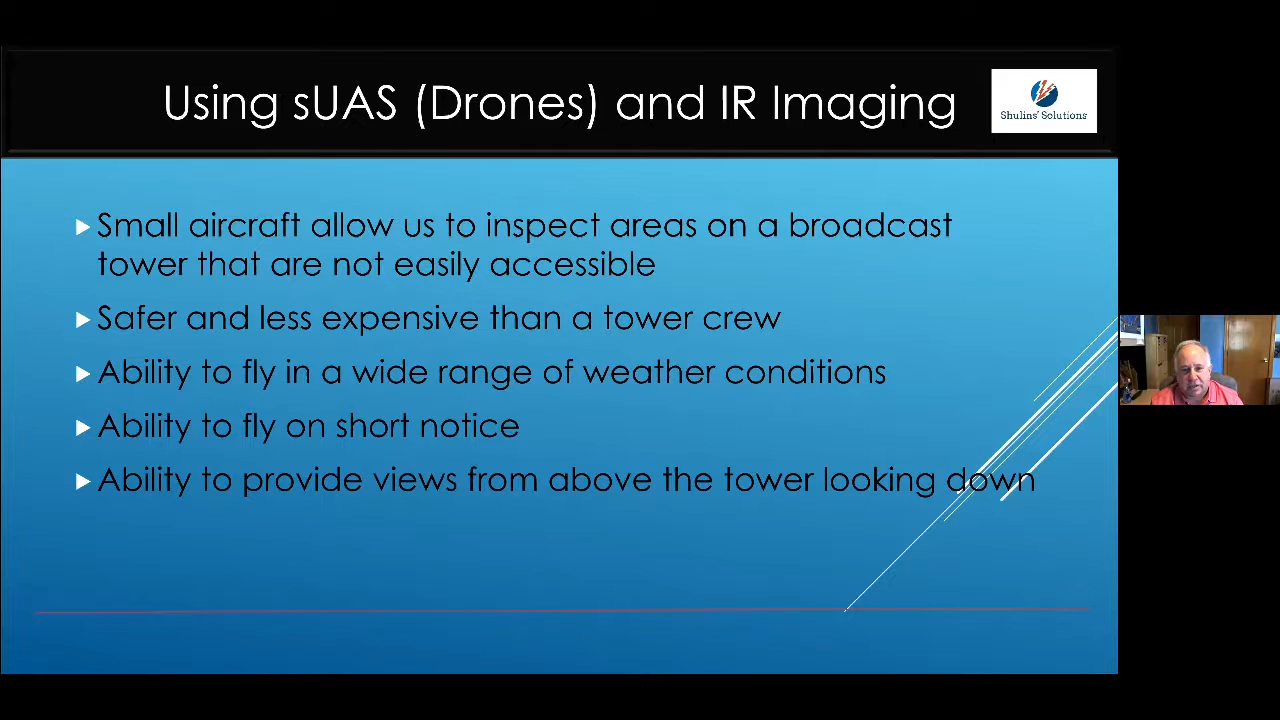 Using sUAS (Drones) and IR Imaging
Shulins' Solutions
Small aircraft allow us to inspect areas on a broadcast
tower that are not easily accessible
Safer and less expensive than a tower crew
Ability to fly in a wide range of weather conditions
Ability to fly on short notice
Ability to provide views from above the tower looking down